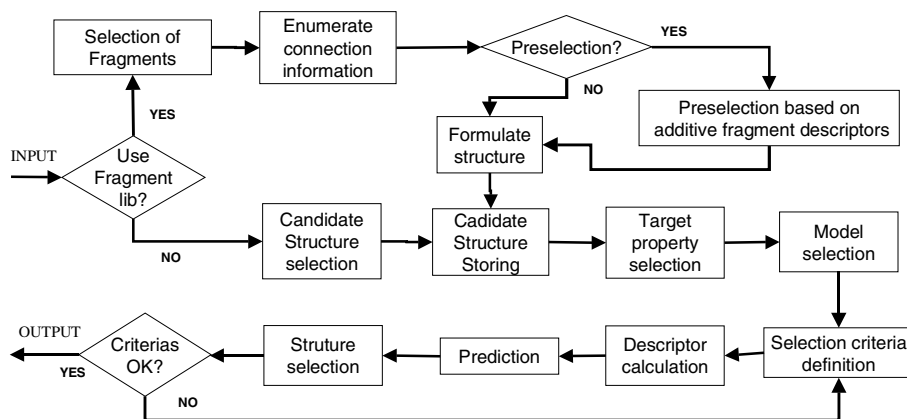 Selection of
Fragments
Enumerate
connection
information
Preselection?
YES
NO
Preselection based on
additive fragment descriptors
YES
Formulate
structure
INPUT
Use
Fragment
lib?
NO
Candidate
Structure
selection
Cadidate
Structure
Storing
Target
property
selection
Model
selection
OUTPUT
Criterias
OK?
YES
NO
Struture
selection
Prediction
Descriptor
calculation
Selection criteria
definition